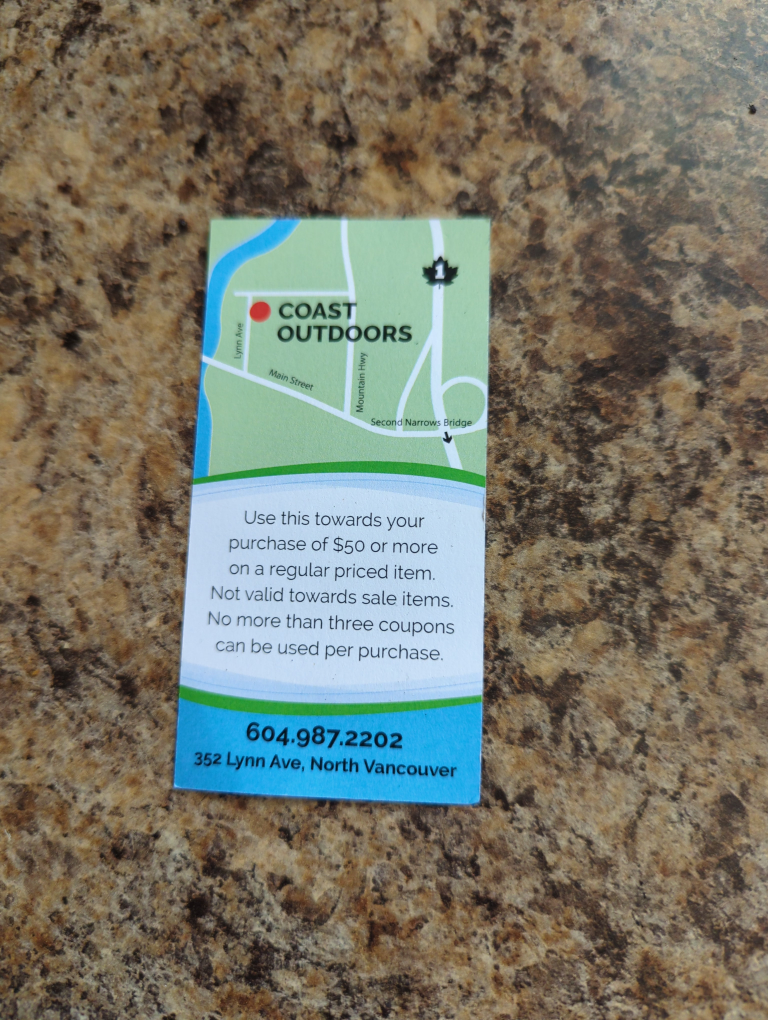 1
COAST
OUTDOORS
Lynn Ave
Main Street
Mountain Hwy
Second Narrows Bridge
Use this towards your
purchase of $50 or more
on a regular priced item.
Not valid towards sale items.
No more than three coupons
can be used per purchase.
604.987.2202
352 Lynn Ave, North Vancouver